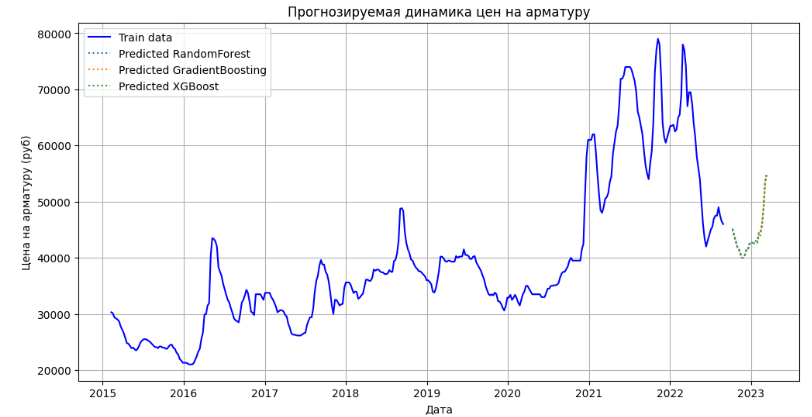 Прогнозируемая динамика цен на арматуру
Train data
Predicted RandomForest
Predicted GradientBoosting
Predicted XGBoost
Цена на арматуру (руб)
80000
70000
60000
50000
40000
30000
20000
2015 2016 2017 2018 2019 2020 2021 2022 2023
Дата